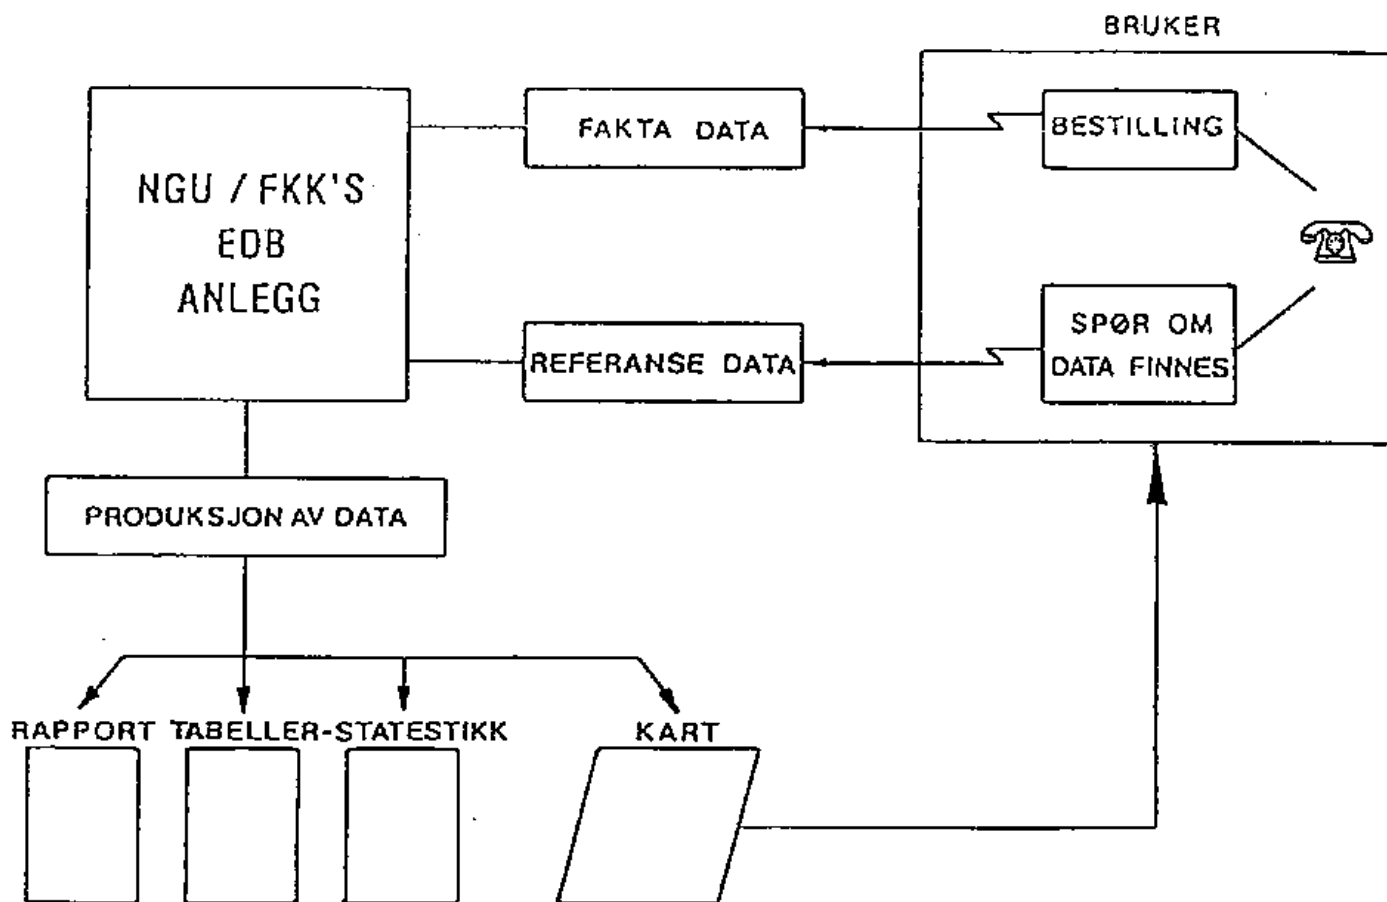 BRUKER
NGU / FKK'S
EDB
ANLEGG
FAKTA DATA
BESTILLING
REFERANSE DATA
SPØR OM
DATA FINNES
PRODUKSJON AV DATA
RAPPORT TABELLER-STATESTIKK KART